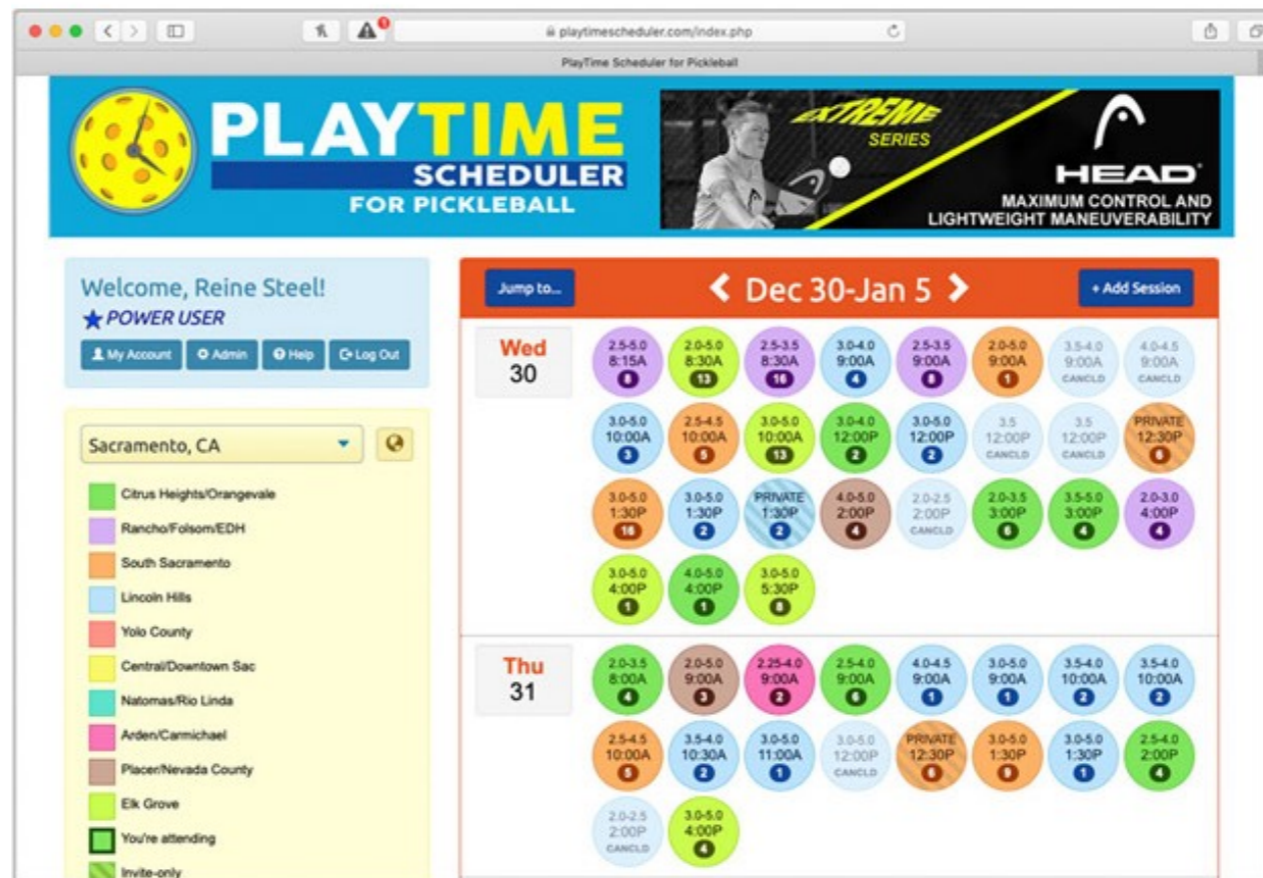 1
playtimescheduler.com/index.php
PlayTime Scheduler for Pickleball
PLAYTIME
SCHEDULER
FOR PICKLEBALL
EXTREME
SERIES
HEAD
MAXIMUM CONTROL AND
LIGHTWEIGHT MANEUVERABILITY
Welcome, Reine Steel!
POWER USER
My Account Admin Help Log Out
Sacramento, CA
Citrus Heights/Orangevale
Rancho/Folsom/EDH
South Sacramento
Lincoln Hills
Yolo County
Central/Downtown Sac
Natomas/Rio Linda
Arden/Carmichael
Placer/Nevada County
Elk Grove
You're attending
Invite-only
Jump to... Dec 30-Jan 5 + Add Session
Wed
30
2.5-5.0 2.0-5.0 2.5-3.5 3.0-4.0 2.5-3.5 2.0-5.0 3.5-4.0 4.0-4.5
8:15A 8:30A 8:30A 9:00A 9:00A 9:00A 9:00A 9:00A
8 13 16 4 8 1 CANCLD CANCLD
3.0-5.0 2.5-4.5 3.0-5.0 3.0-4.0 3.0-5.0 3.5 3.5 PRIVATE
10:00A 10:00A 10:00A 12:00P 12:00P 12:00P 12:00P 12:30P
3 5 13 2 2 CANCLD CANCLD 6
3.0-5.0 3.0-5.0 PRIVATE 4.0-5.0 2.0-2.5 2.0-3.5 3.5-5.0 2.0-3.0
1:30P 1:30P 1:30P 2:00P 2:00P 3:00P 3:00P 4:00P
16 2 2 4 CANCLD 6 4 4
3.0-5.0 4.0-5.0 3.0-5.0
4:00P 4:00P 5:30P
1 1 8
Thu
31
2.0-3.5 2.0-5.0 2.25-4.0 2.5-4.0 4.0-4.5 3.0-5.0 3.5-4.0 3.5-4.0
8:00A 9:00A 9:00A 9:00A 9:00A 9:00A 10:00A 10:00A
4 3 2 6 1 1 2 2
2.5-4.5 3.5-4.0 3.0-5.0 3.0-5.0 PRIVATE 3.0-5.0 3.0-5.0 2.5-4.0
10:00A 10:30A 11:00A 12:00P 12:30P 1:30P 1:30P 2:00P
5 2 1 CANCLD 6 9 1 4
2.0-2.5 3.0-5.0
2:00P 4:00P
CANCLD 4